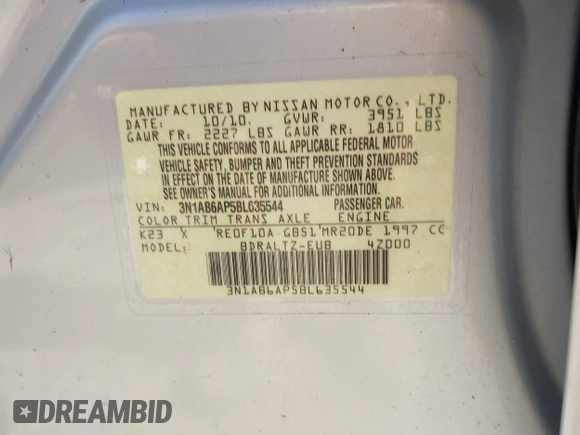 MANUFACTURED BY NISSAN MOTOR CO., LTD.
DATE: 10/10. GVWR: 3951 LBS
GAWR FR: 2227 LBS GAWR RR: 1810 LBS
THIS VEHICLE CONFORMS TO ALL APPLICABLE FEDERAL MOTOR
VEHICLE SAFETY, BUMPER AND THEFT PREVENTION STANDARDS
IN EFFECT ON THE DATE OF MANUFACTURE SHOWN ABOVE.
SEE OWNER'S MANUAL FOR ADDITIONAL INFORMATION.
VIN: 3N1AB6AP5BL635544 PASSENGER CAR.
COLOR TRIM TRANS AXLE ENGINE
K23 X 'RE0F10A GB51'MR20DE 1997 CC
MODEL: BDRALTZ-EUB 4Z000
3N1AB6AP5BL635544
DREAMBID